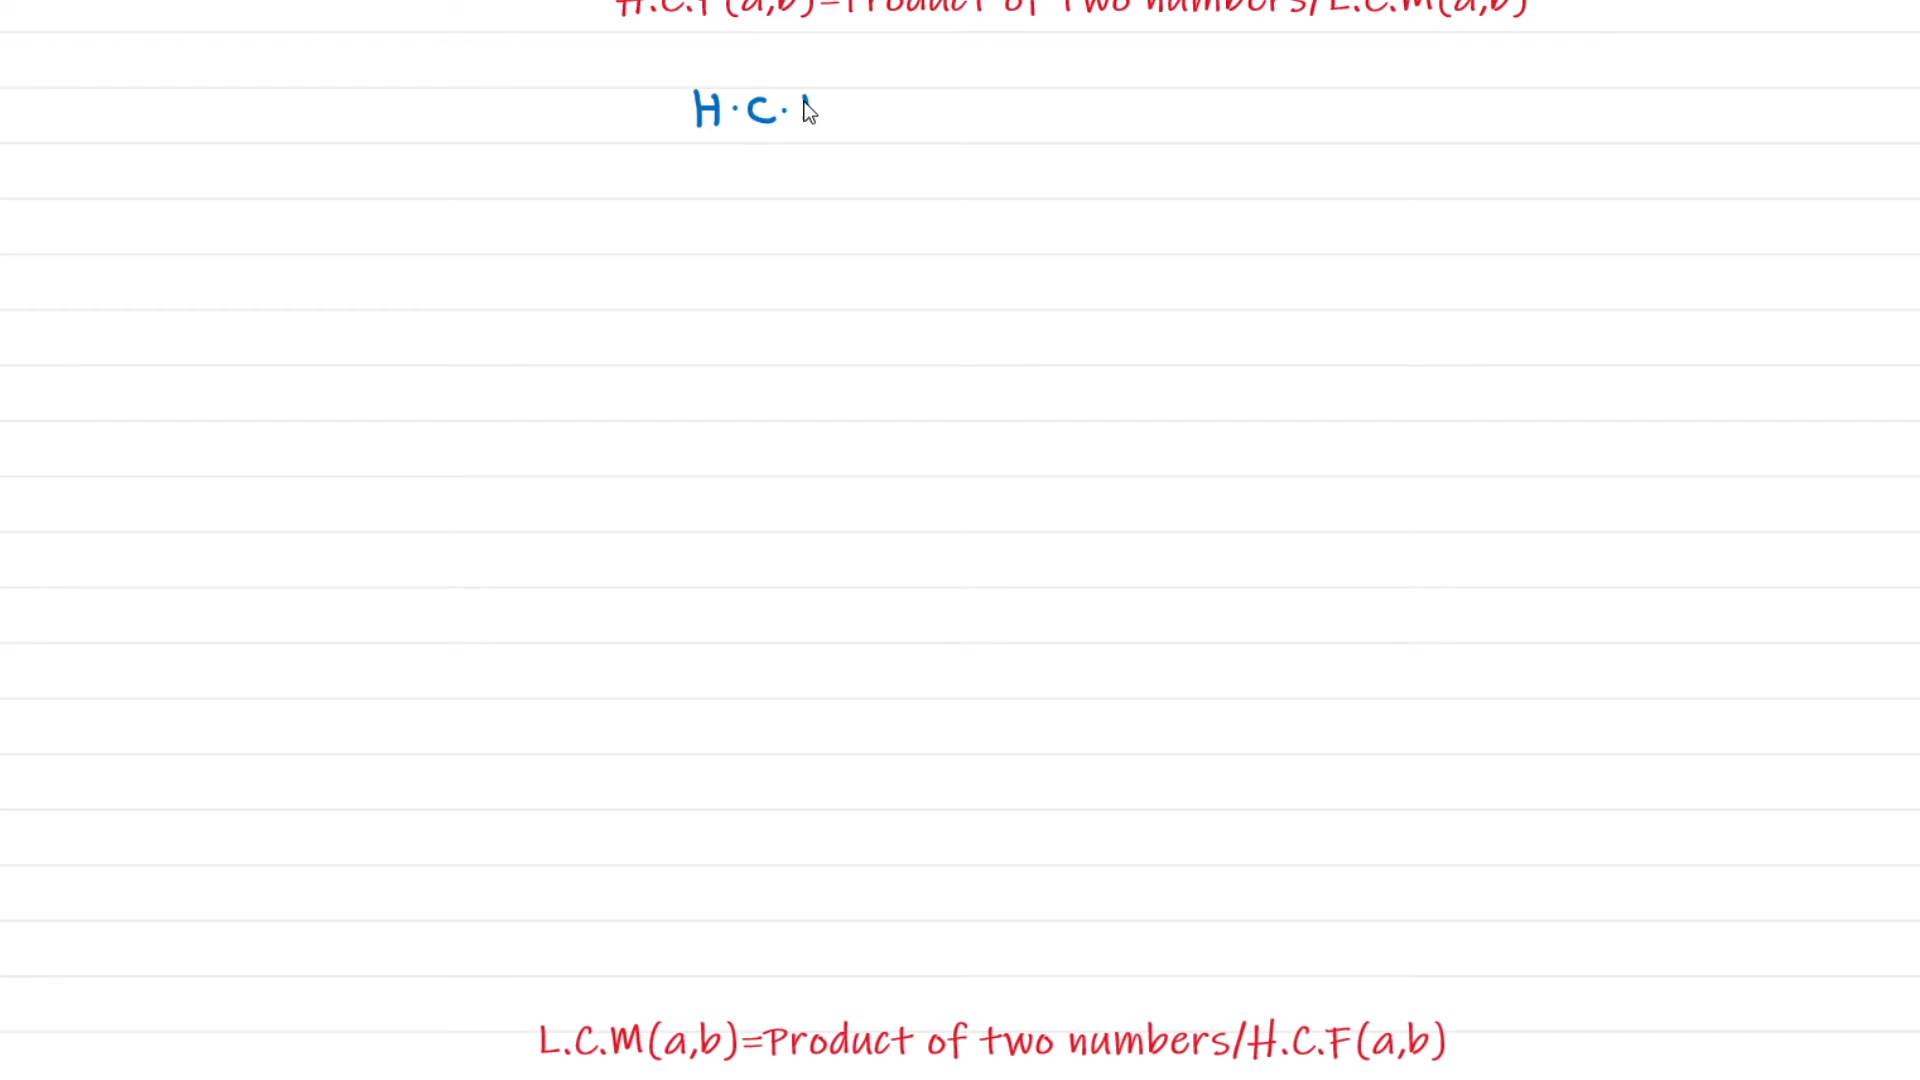 H.C.F(a,b)=Product of two numbers/L.C.M(a,b)
H.C.
L.C.M(a,b)=Product of two numbers/H.C.F(a,b)